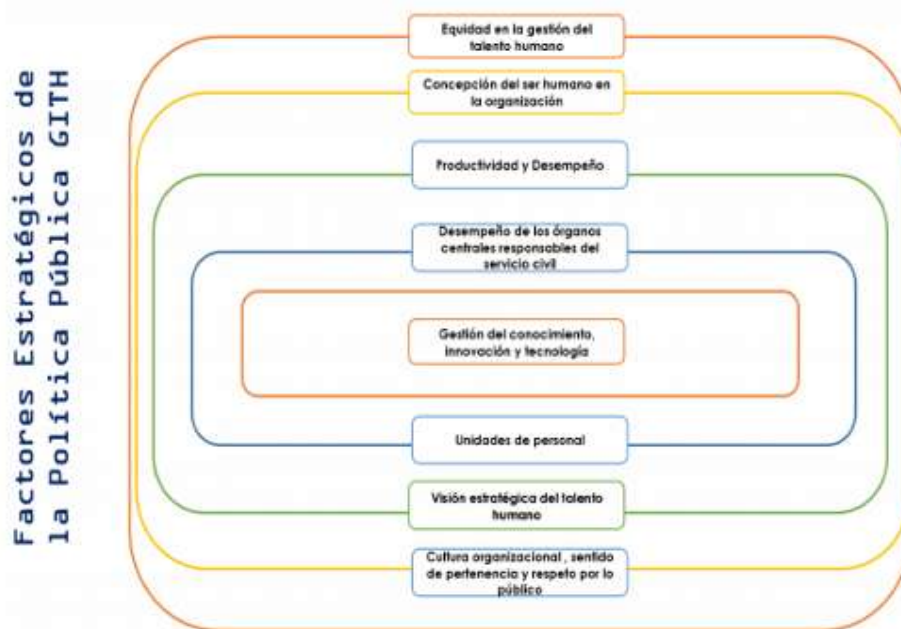 Factores Estratégicos de
la Política Pública GITH
Equidad en la gestión del
talento humano
Concepción del ser humano en
la organización
Productividad y Desempeño
Desempeño de los órganos
centrales responsables del
servicio civil
Gestión del conocimiento,
innovación y tecnología
Unidades de personal
Visión estratégica del talento
humano
Cultura organizacional , sentido
de pertenencia y respeto por lo
público